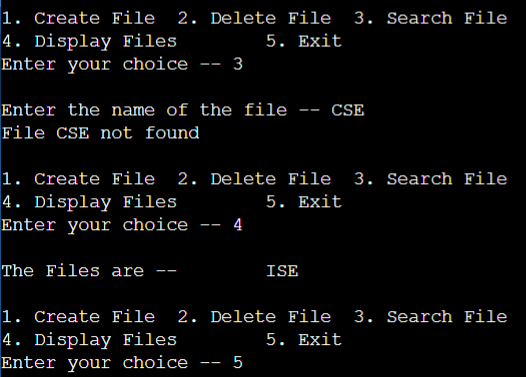 1. Create File  2. Delete File  3. Search File
4. Display Files        5. Exit
Enter your choice -- 3
Enter the name of the file -- CSE
File CSE not found
1. Create File  2. Delete File  3. Search File
4. Display Files        5. Exit
Enter your choice -- 4
The Files are --        ISE
1. Create File  2. Delete File  3. Search File
4. Display Files        5. Exit
Enter your choice -- 5